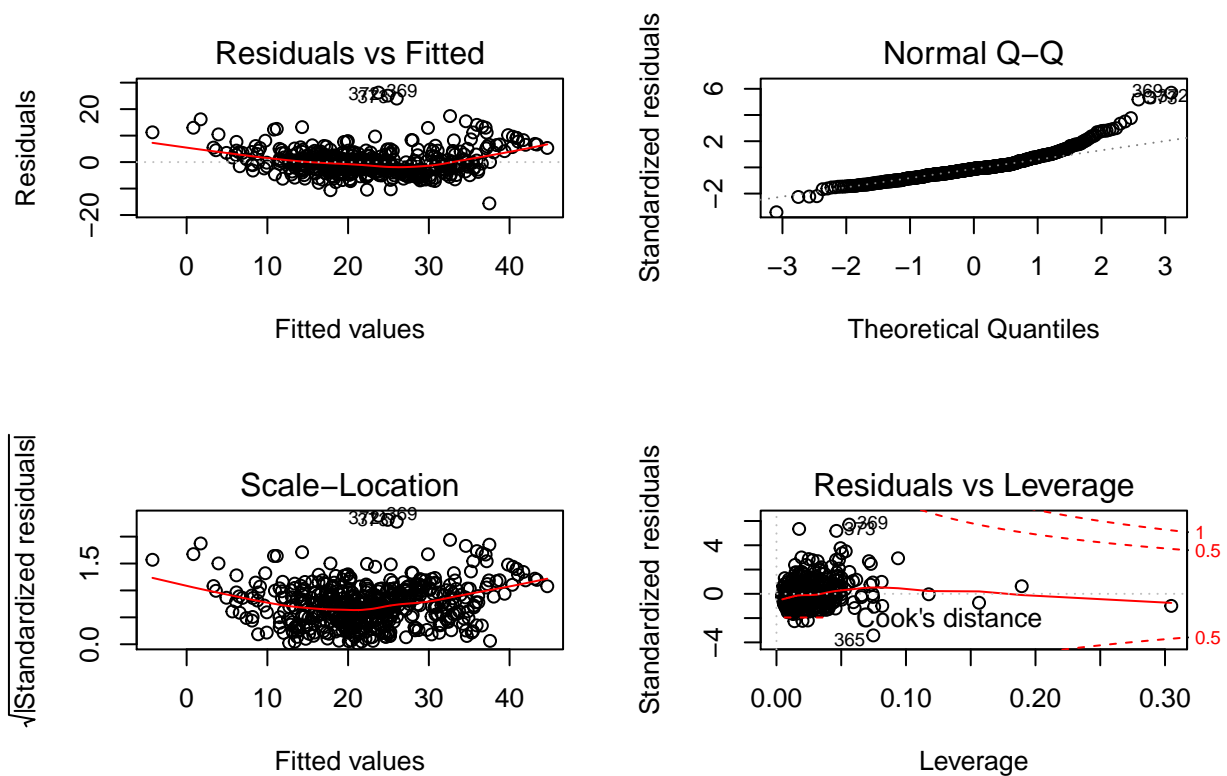 Residuals vs Fitted
Residuals
20
0
−20
369
373
0 10 20 30 40
Fitted values
Normal Q−Q
Standardized residuals
6
2
−2
369
−3 −2 −1 0 1 2 3
Theoretical Quantiles
Scale−Location
√|Standardized residuals|
1.5
0.0
369
0 10 20 30 40
Fitted values
Residuals vs Leverage
Standardized residuals
4
0
−4
369
373
365
Cook's distance
1
0.5
0.5
0.00 0.10 0.20 0.30
Leverage